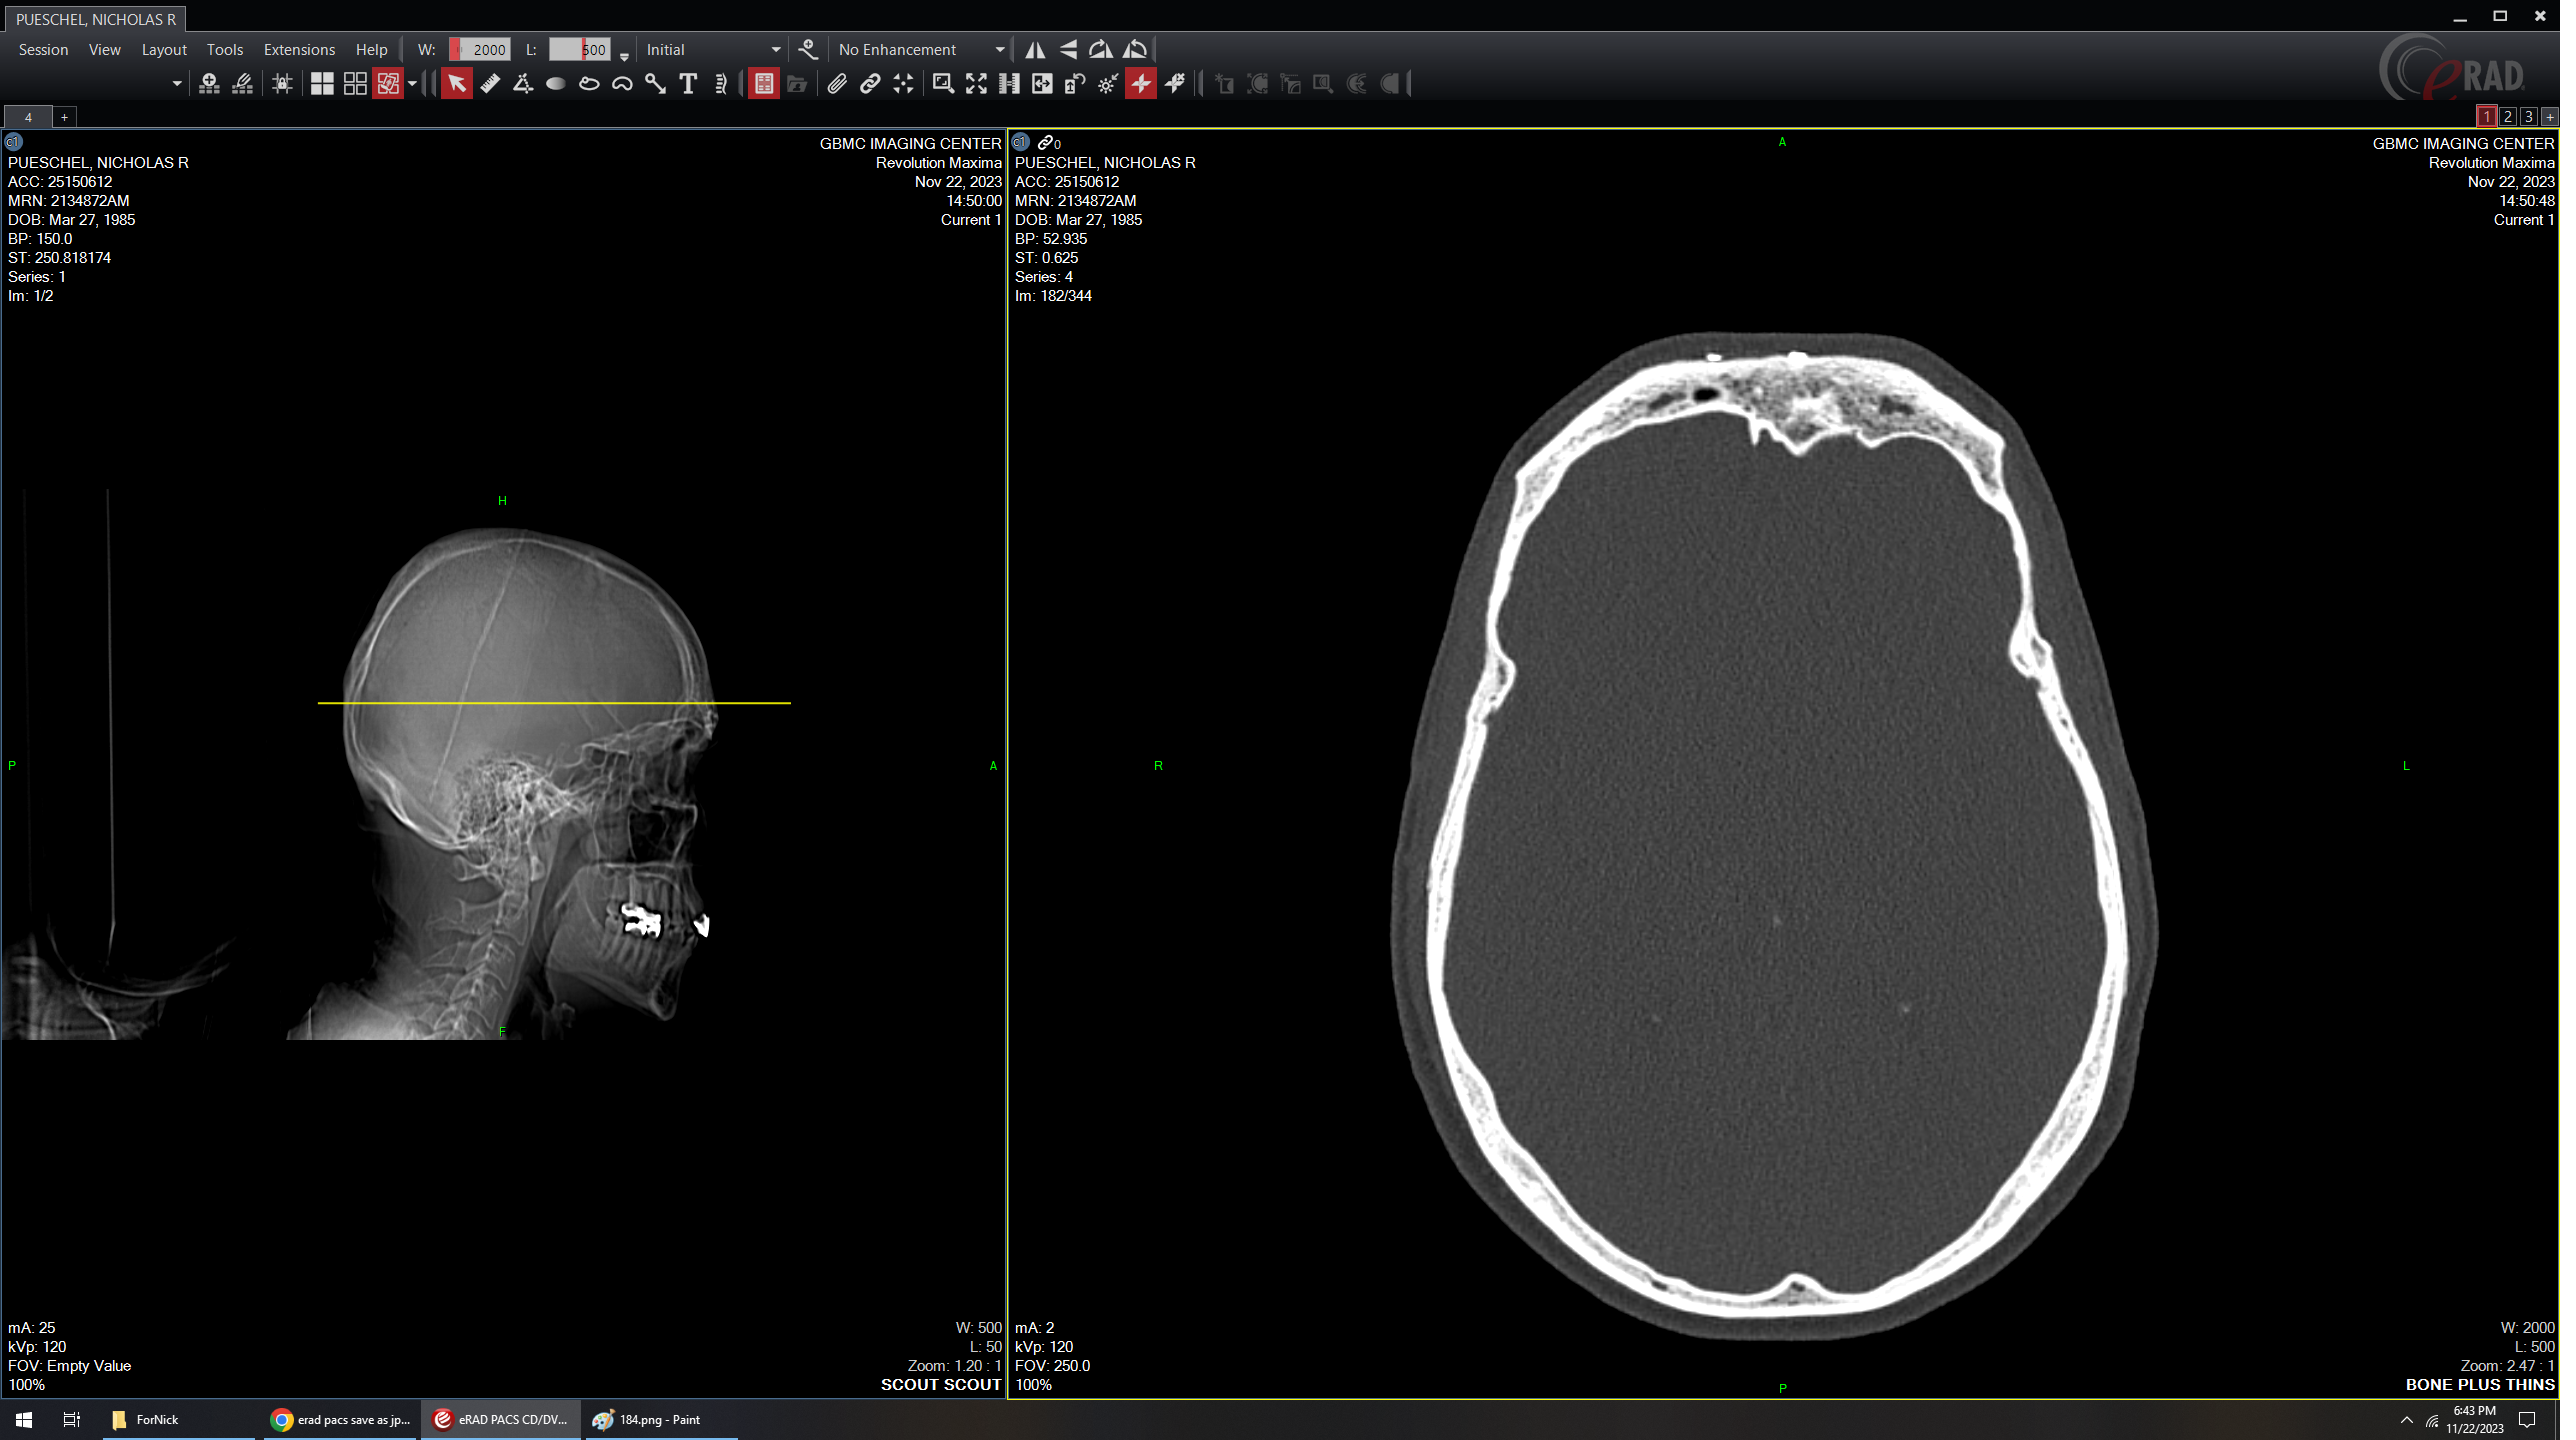 PUESCHEL, NICHOLAS R
Session View Layout Tools Extensions Help W: 2000 L: 500 Initial No Enhancement
eRAD
4 +
1 2 3 +
c1
PUESCHEL, NICHOLAS R
ACC: 25150612
MRN: 2134872AM
DOB: Mar 27, 1985
BP: 150.0
ST: 250.818174
Series: 1
Im: 1/2
GBMC IMAGING CENTER
Revolution Maxima
Nov 22, 2023
14:50:00
Current 1
H
P
A
F
mA: 25
kVp: 120
FOV: Empty Value
100%
W: 500
L: 50
Zoom: 1.20 : 1
SCOUT SCOUT
c1 0
PUESCHEL, NICHOLAS R
ACC: 25150612
MRN: 2134872AM
DOB: Mar 27, 1985
BP: 52.935
ST: 0.625
Series: 4
Im: 182/344
A
GBMC IMAGING CENTER
Revolution Maxima
Nov 22, 2023
14:50:48
Current 1
R
L
P
mA: 2
kVp: 120
FOV: 250.0
100%
W: 2000
L: 500
Zoom: 2.47 : 1
BONE PLUS THINS
ForNick
erad pacs save as jp...
eRAD PACS CD/DV...
184.png - Paint
6:43 PM
11/22/2023